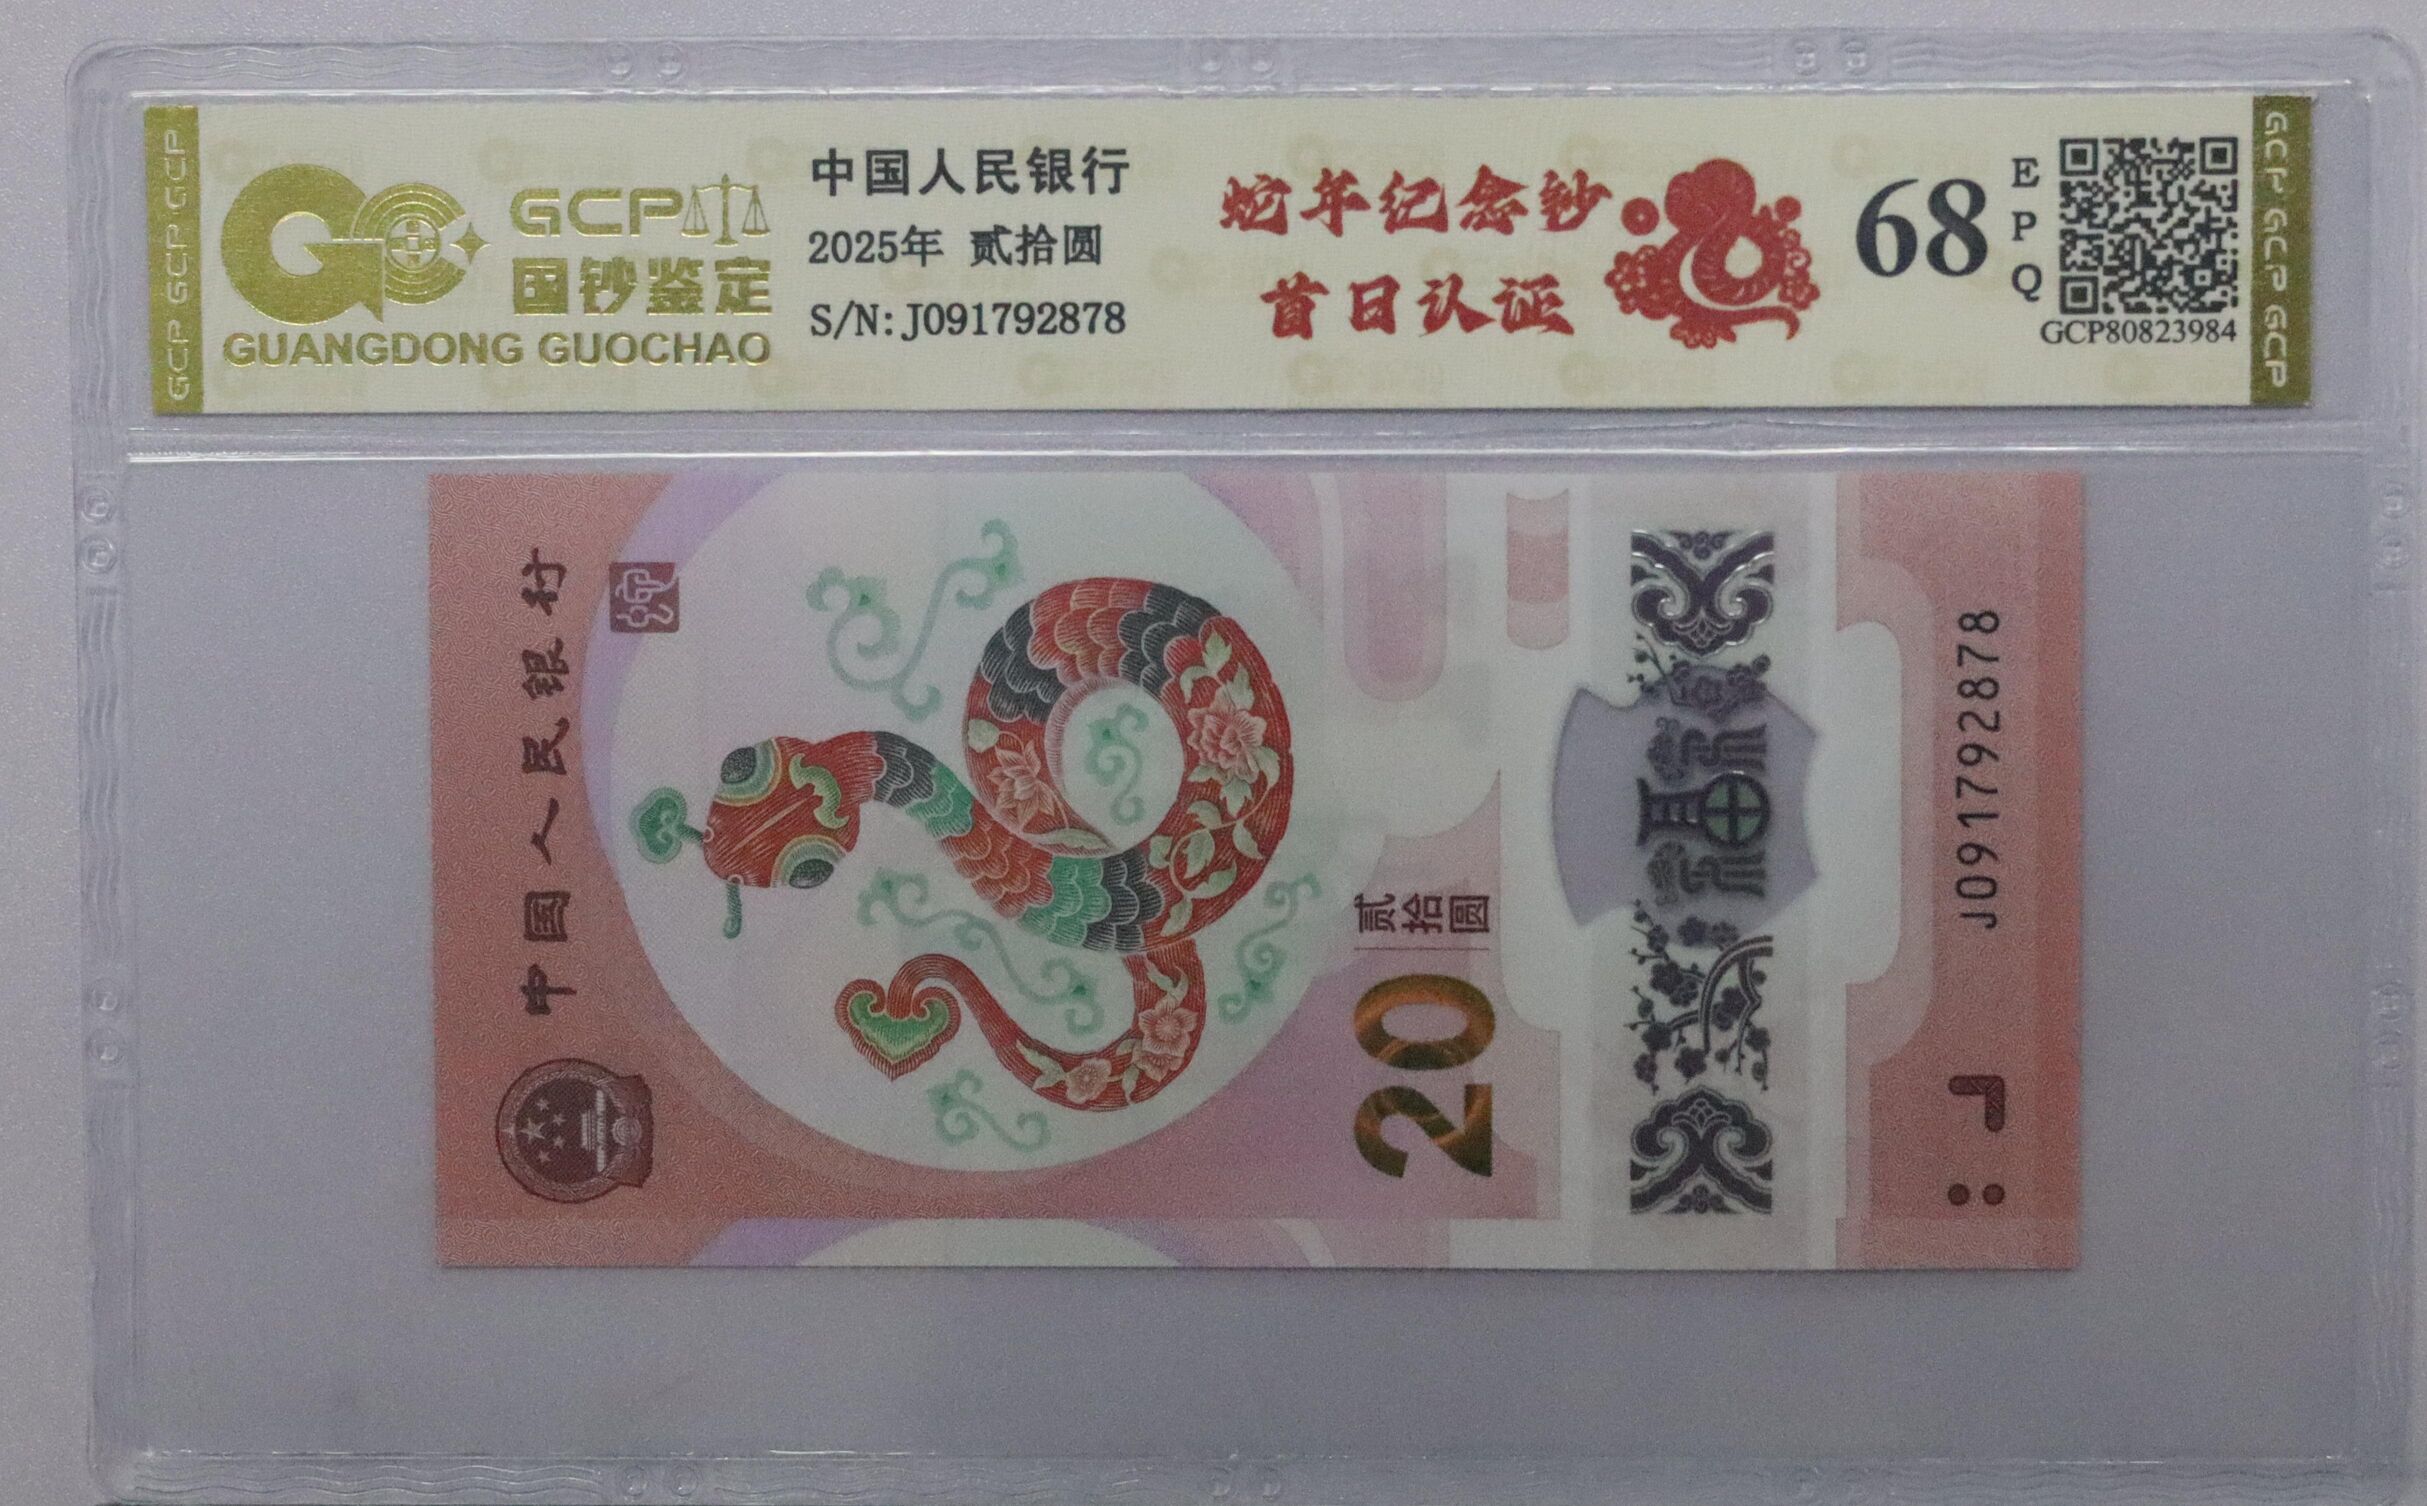 GCP GCP GCP
GCP
国钞鉴定
GUANGDONG GUOCHAO
中国人民银行
2025年 贰拾圆
S/N: J091792878
蛇年纪念钞
首日认证
68
EPQ
GCP80823984
GCP GCP GCP
中国人民银行
蛇
20
贰拾圆
福
J091792878